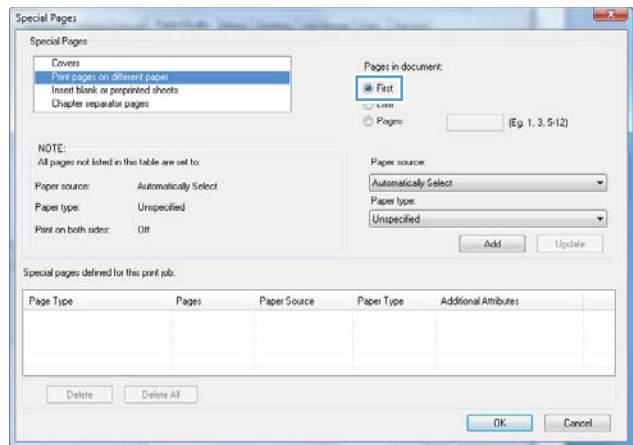 Special Pages
Special Pages
Covers
Print pages on different paper
Insert blank or preprinted sheets
Chapter separator pages
Pages in document:
First
Last
Pages: (Eg. 1, 3, 5-12)
NOTE:
All pages not listed in this table are set to:
Paper source: Automatically Select
Paper type: Unspecified
Print on both sides: Off
Paper source:
Automatically Select
Paper type:
Unspecified
Add Update
Special pages defined for this print job:
Page Type Pages Paper Source Paper Type Additional Attributes
Delete Delete All
OK Cancel